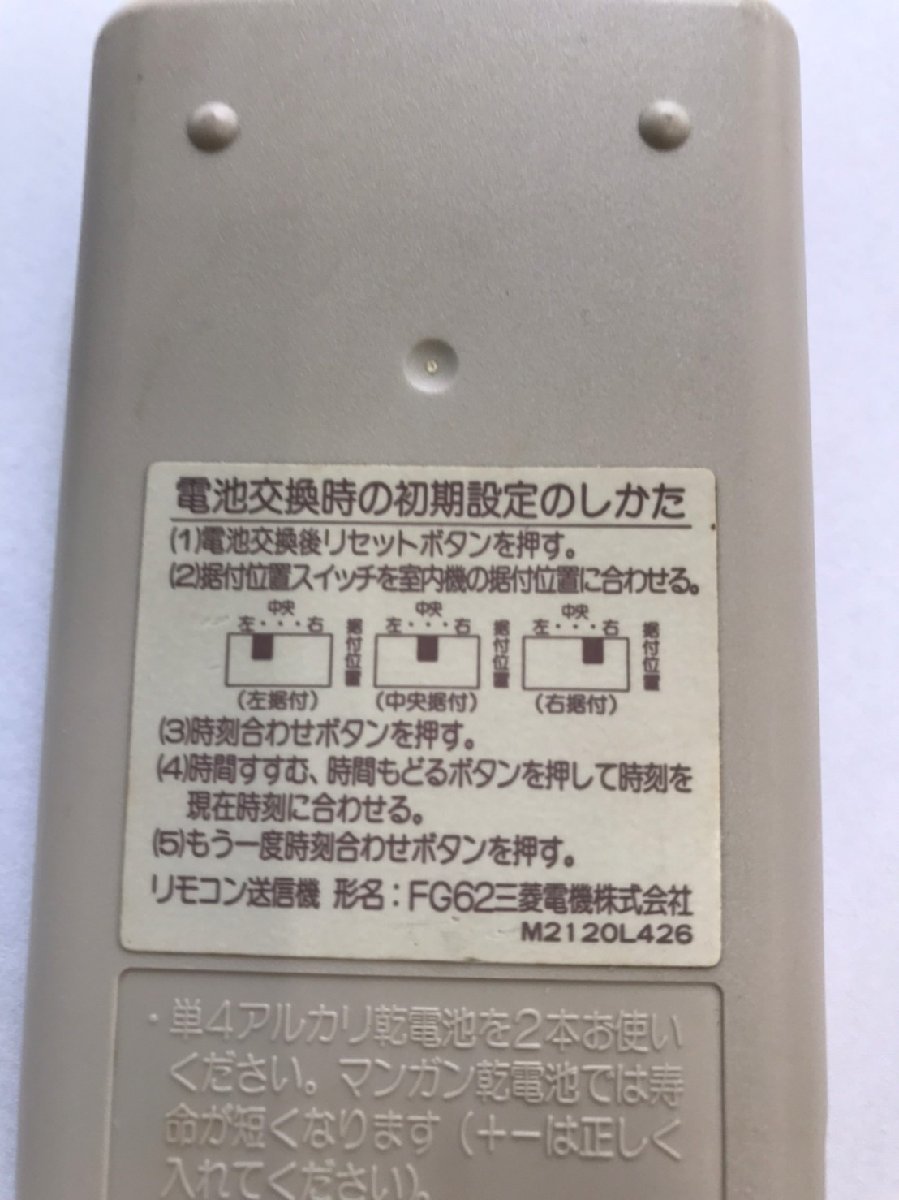 電池交換時の初期設定のしかた
(1)電池交換後リセットボタンを押す。
(2)据付位置スイッチを室内機の据付位置に合わせる。
中央 中央 中央
左・・・右 左・・・右 左・・・右
据付位置 据付位置 据付位置
(左据付) (中央据付) (右据付)
(3)時刻合わせボタンを押す。
(4)時間すすむ、時間もどるボタンを押して時刻を
現在時刻に合わせる。
(5)もう一度時刻合わせボタンを押す。
リモコン送信機 形名：FG62三菱電機株式会社
M2120L426
・単4アルカリ乾電池を2本お使い
ください。マンガン乾電池では寿
命が短くなります（＋－は正しく
入れてください）。